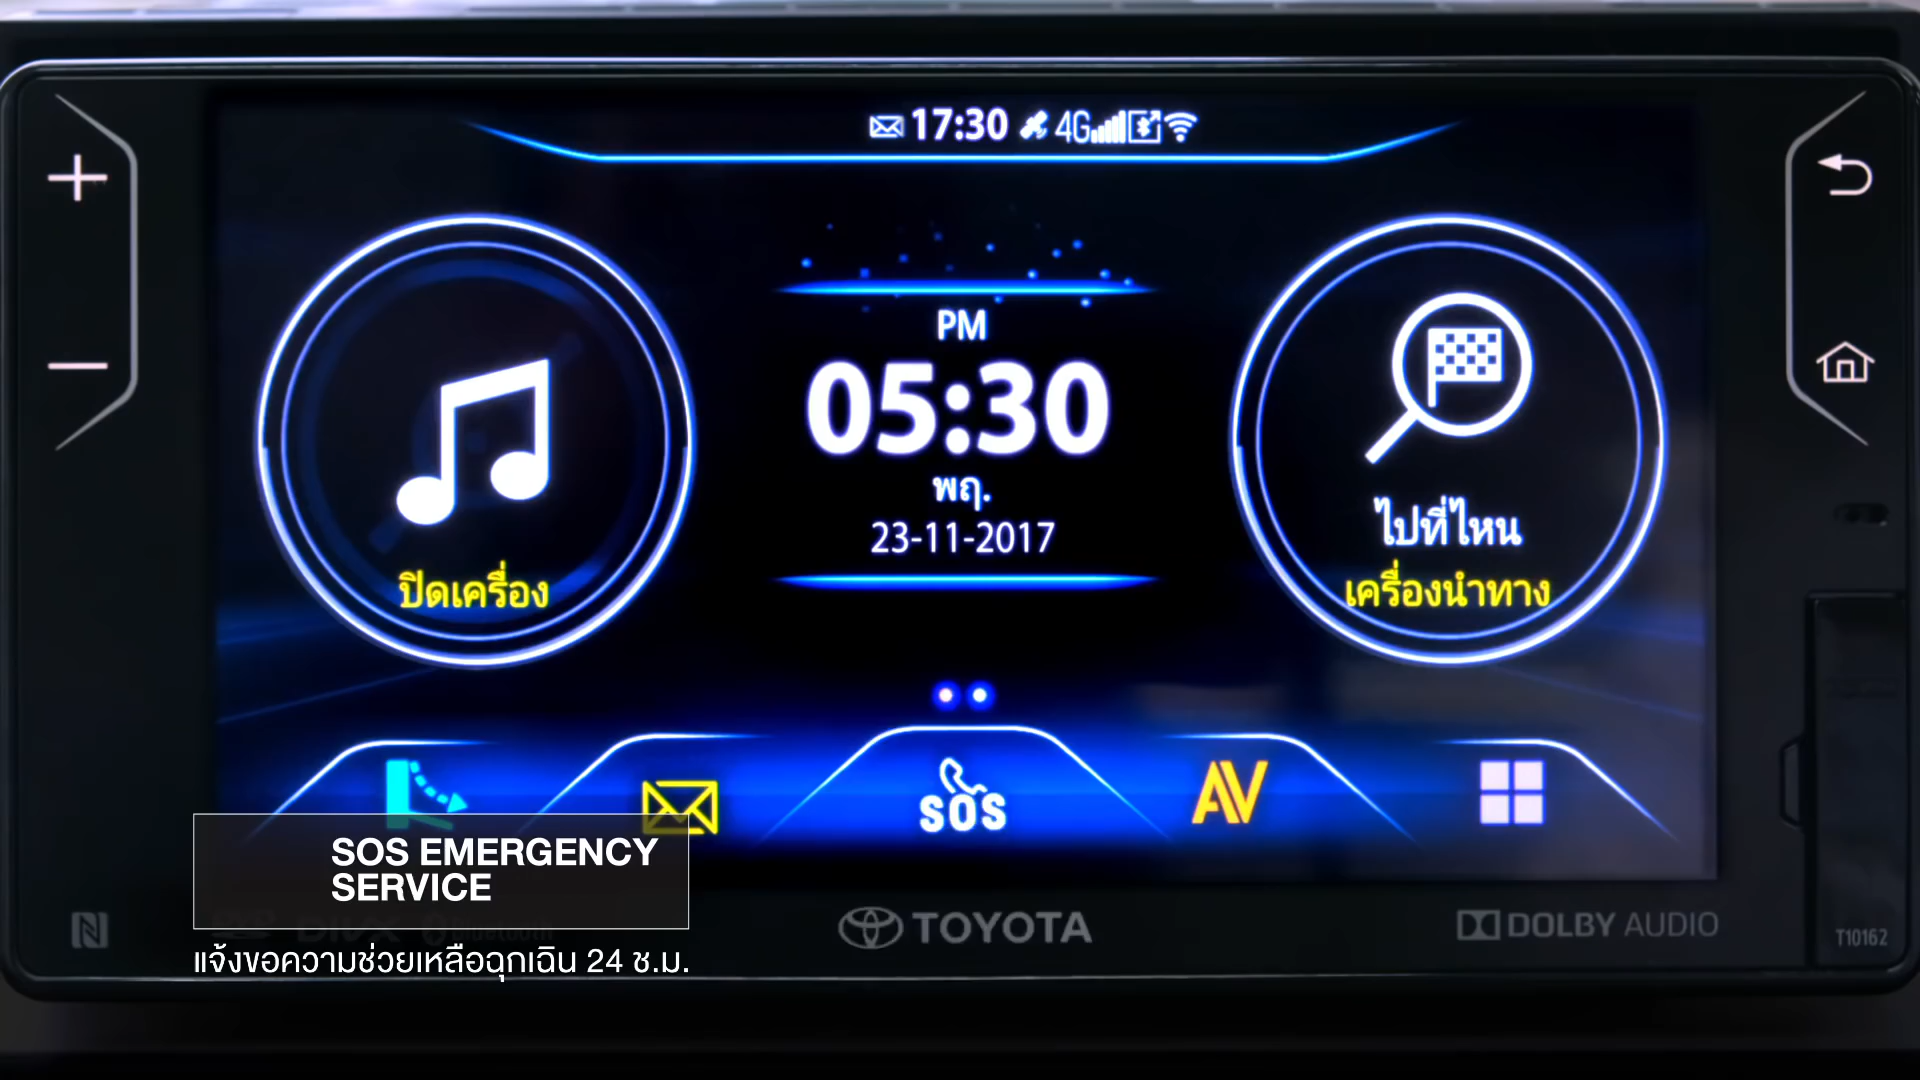 17:30 4G
PM
05:30
พฤ.
23-11-2017
ปิดเครื่อง
ไปที่ไหน
เครื่องนำทาง
SOS
AV
SOS EMERGENCY
SERVICE
แจ้งขอความช่วยเหลือฉุกเฉิน 24 ช.ม.
DivX Bluetooth
TOYOTA
DOLBY AUDIO
T10162